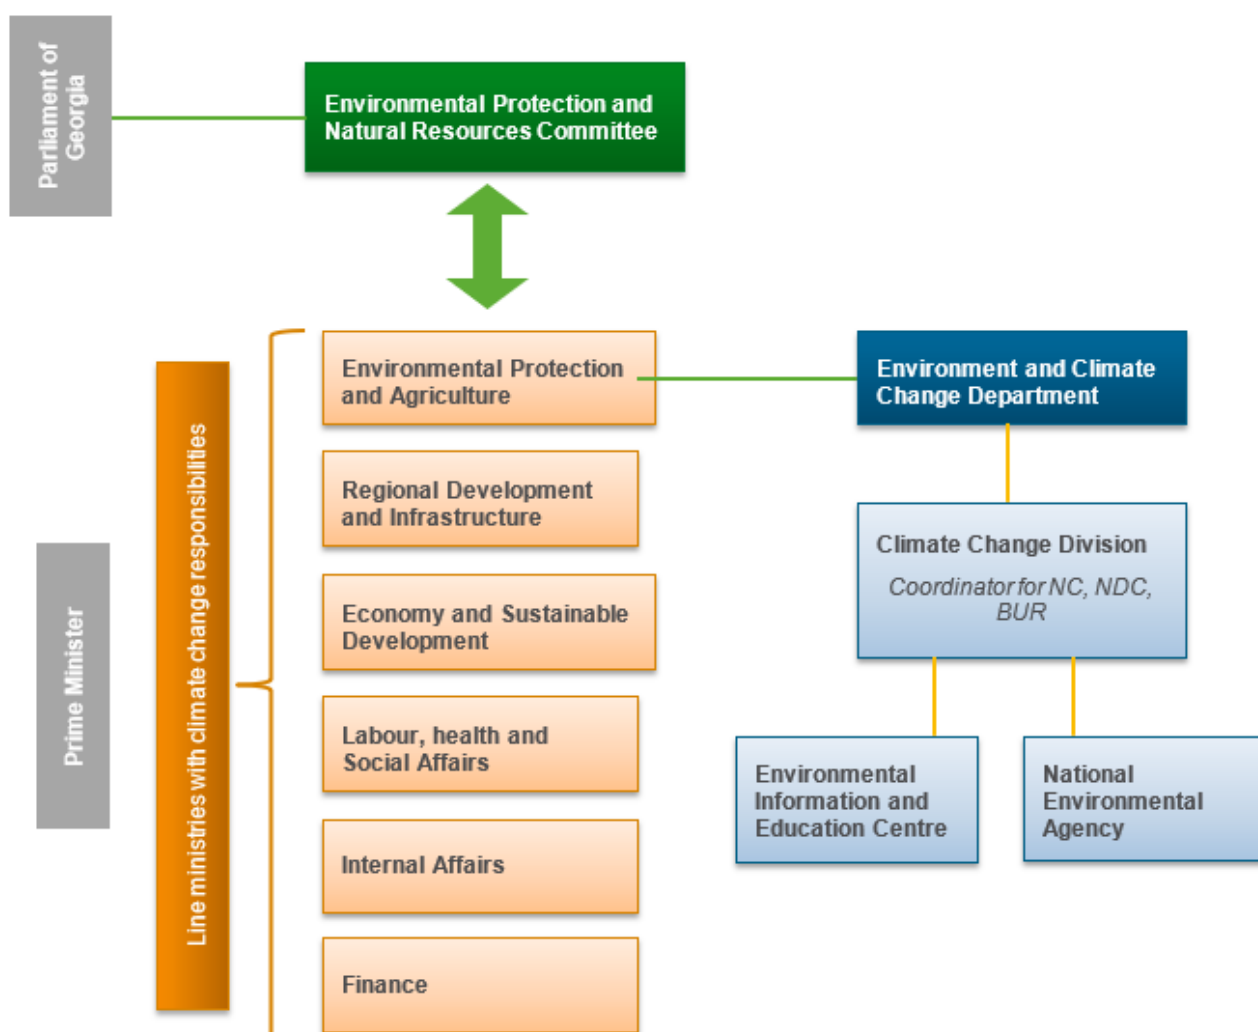 Parliament of
Georgia
Environmental Protection and
Natural Resources Committee
Prime Minister
Line ministries with climate change responsibilities
Environmental Protection
and Agriculture
Regional Development
and Infrastructure
Economy and Sustainable
Development
Labour, health and
Social Affairs
Internal Affairs
Finance
Environment and Climate
Change Department
Climate Change Division
Coordinator for NC, NDC,
BUR
Environmental
Information and
Education Centre
National
Environmental
Agency